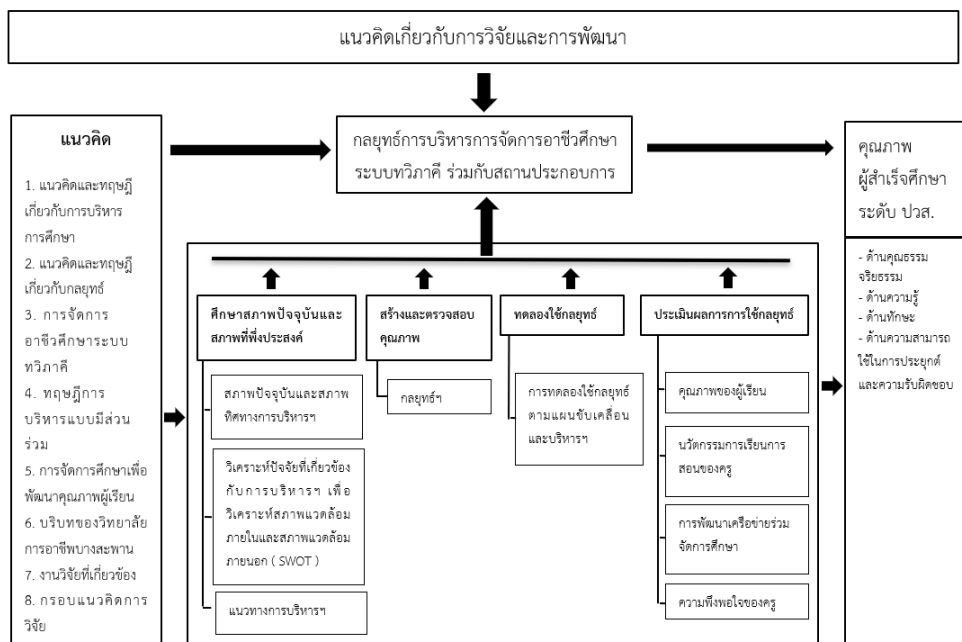 แนวคิดเกี่ยวกับการวิจัยและการพัฒนา
แนวคิด
1. แนวคิดและทฤษฎี
เกี่ยวกับการบริหาร
การศึกษา
2. แนวคิดและทฤษฎี
เกี่ยวกับกลยุทธ์
3. การจัดการ
อาชีวศึกษาระบบ
ทวิภาคี
4. ทฤษฎีการ
บริหารแบบมีส่วน
ร่วม
5. การจัดการศึกษาเพื่อ
พัฒนาคุณภาพผู้เรียน
6. บริบทของวิทยาลัย
การอาชีพบางสะพาน
7. งานวิจัยที่เกี่ยวข้อง
8. กรอบแนวคิดการ
วิจัย
กลยุทธ์การบริหารการจัดการอาชีวศึกษา
ระบบทวิภาคี ร่วมกับสถานประกอบการ
ศึกษาสภาพปัจจุบันและ
สภาพที่พึ่งประสงค์
สภาพปัจจุบันและสภาพ
ทิศทางการบริหารฯ
วิเคราะห์ปัจจัยที่เกี่ยวข้อง
กับการบริหารฯ เพื่อ
วิเคราะห์สภาพแวดล้อม
ภายในและสภาพแวดล้อม
ภายนอก ( SWOT )
แนวทางการบริหารฯ
สร้างและตรวจสอบ
คุณภาพ
กลยุทธ์ฯ
ทดลองใช้กลยุทธ์
การทดลองใช้กลยุทธ์
ตามแผนขับเคลื่อน
และบริหารฯ
ประเมินผลการการใช้กลยุทธ์
คุณภาพของผู้เรียน
นวัตกรรมการเรียนการ
สอนของครู
การพัฒนาเครือข่ายร่วม
จัดการศึกษา
ความพึงพอใจของครู
คุณภาพ
ผู้สำเร็จศึกษา
ระดับ ปวส.
- ด้านคุณธรรม
จริยธรรม
- ด้านความรู้
- ด้านทักษะ
- ด้านความสามารถ
ใช้ในการประยุกต์
และความรับผิดชอบ